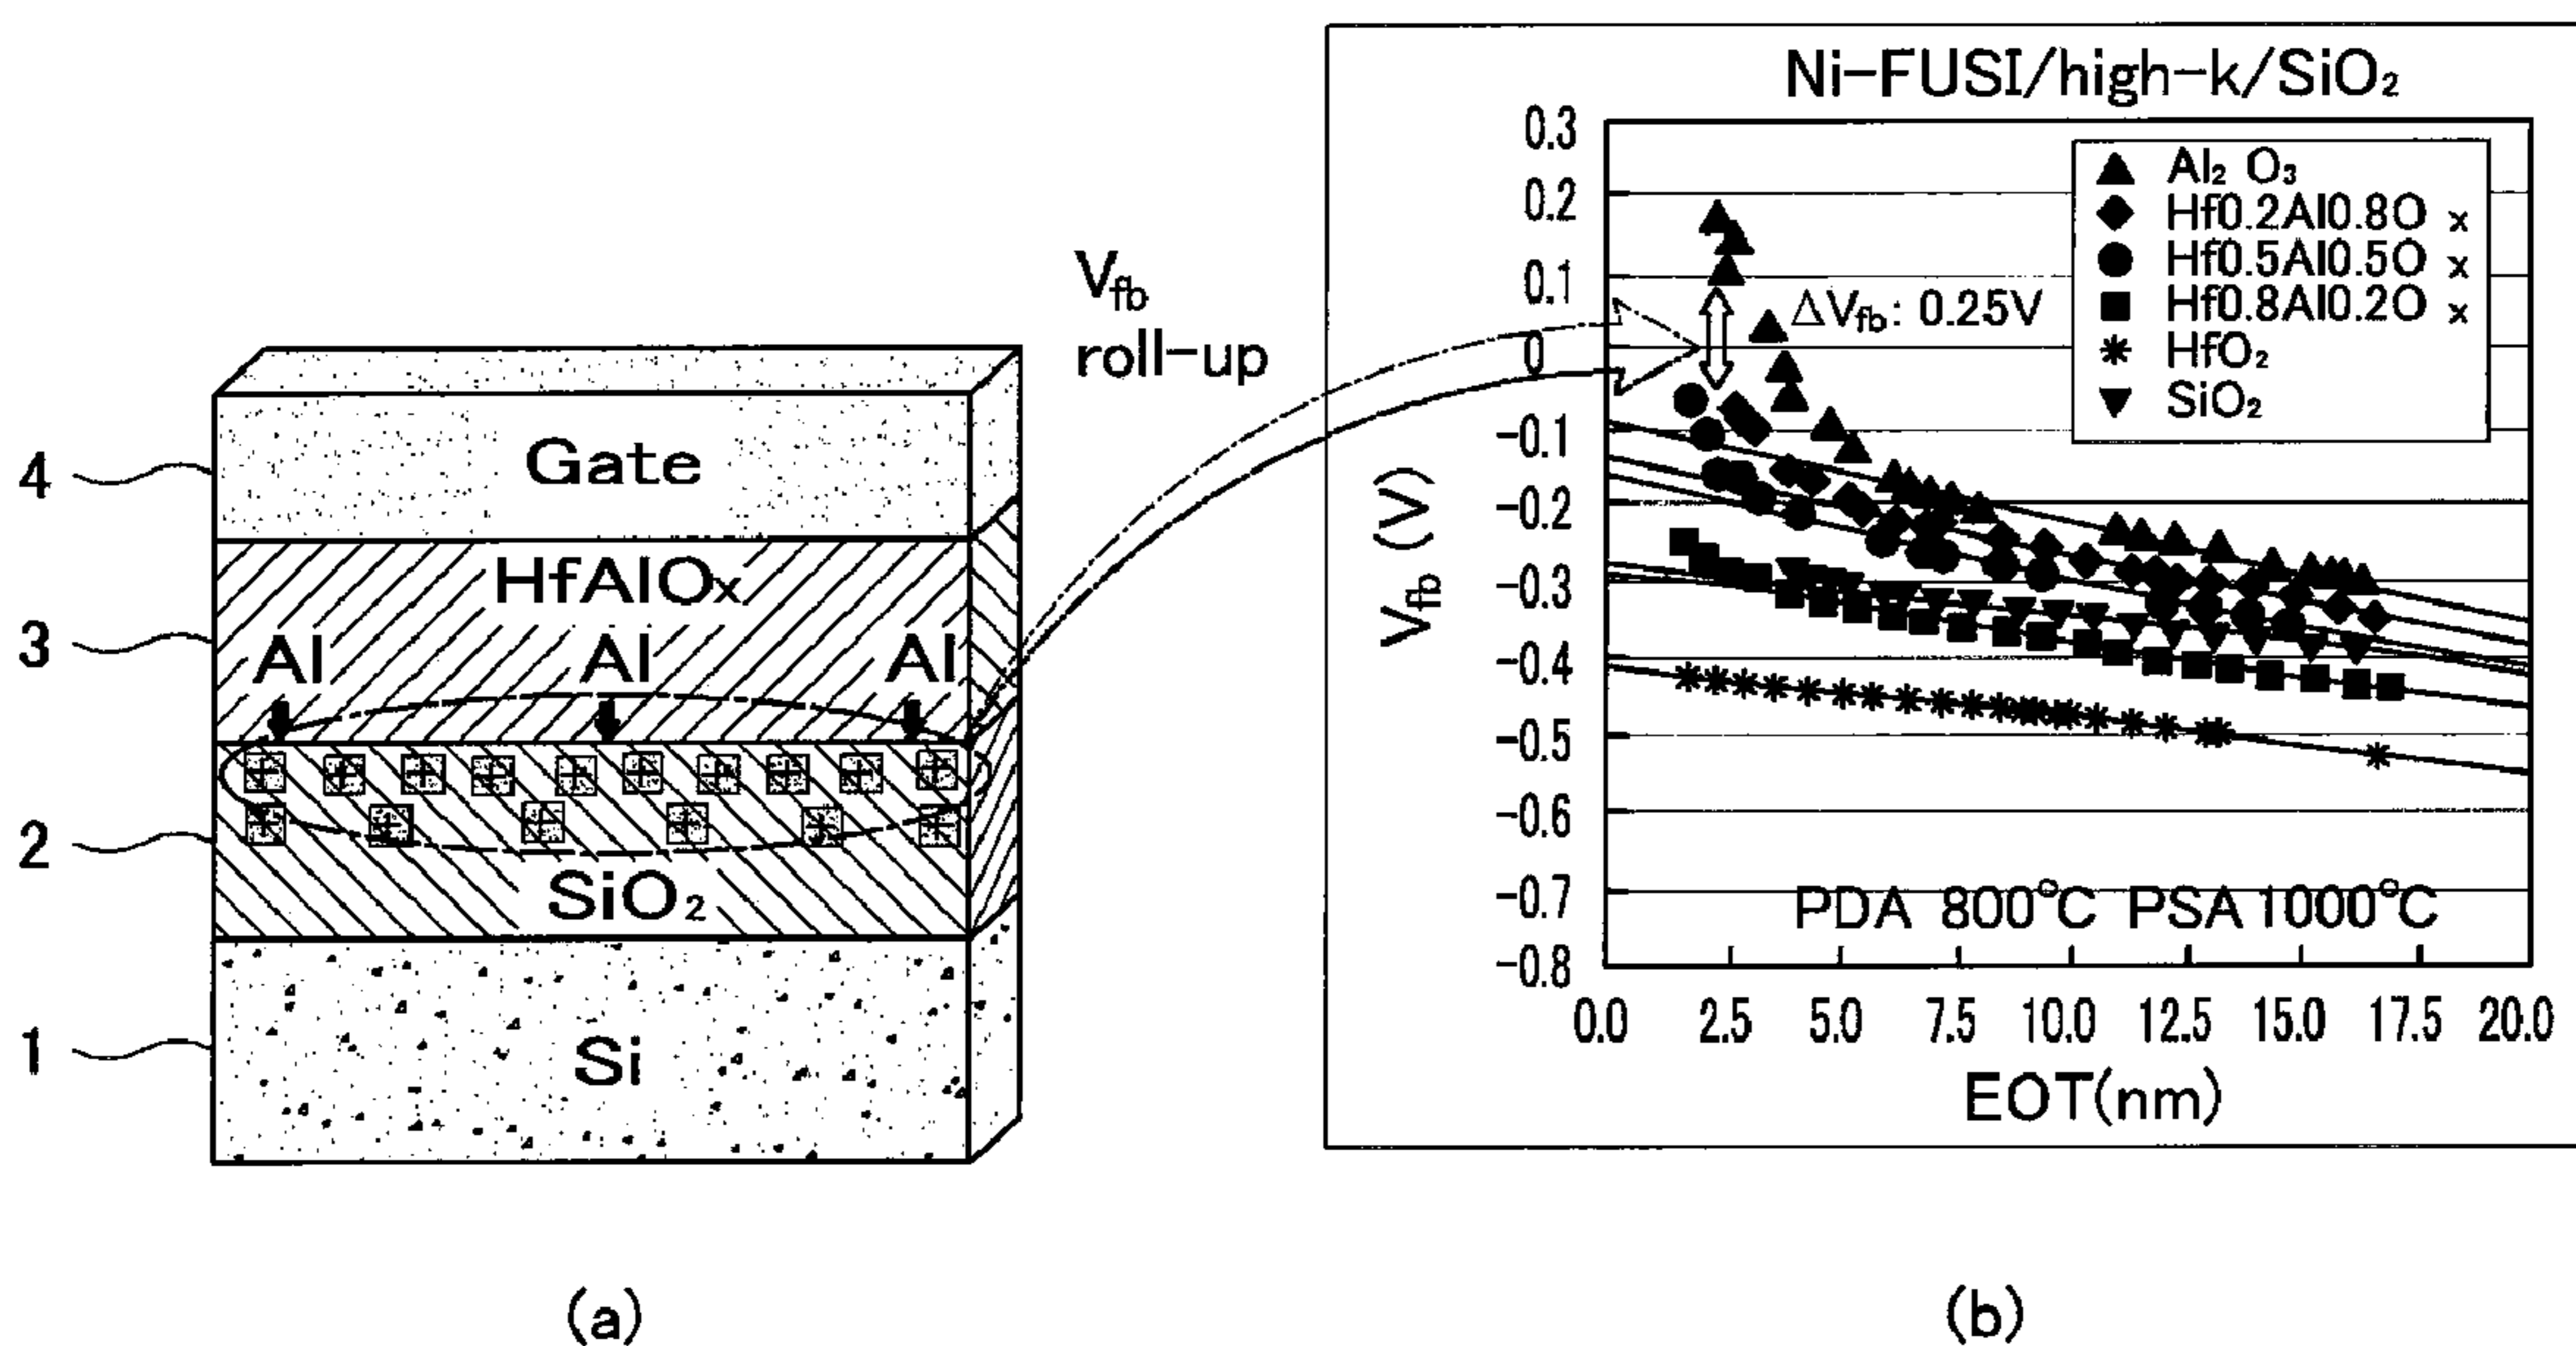 4
3
2
1
Gate
HfAlOx
Al Al Al
SiO2
Si
(a)
Vfb
roll-up
Ni-FUSI/high-k/SiO2
0.3
0.2
0.1
0
-0.1
-0.2
-0.3
-0.4
-0.5
-0.6
-0.7
-0.8
Vfb (V)
Al2 O3
Hf0.2Al0.8O x
Hf0.5Al0.5O x
Hf0.8Al0.2O x
HfO2
SiO2
ΔVfb: 0.25V
PDA 800°C PSA 1000°C
0.0 2.5 5.0 7.5 10.0 12.5 15.0 17.5 20.0
EOT(nm)
(b)